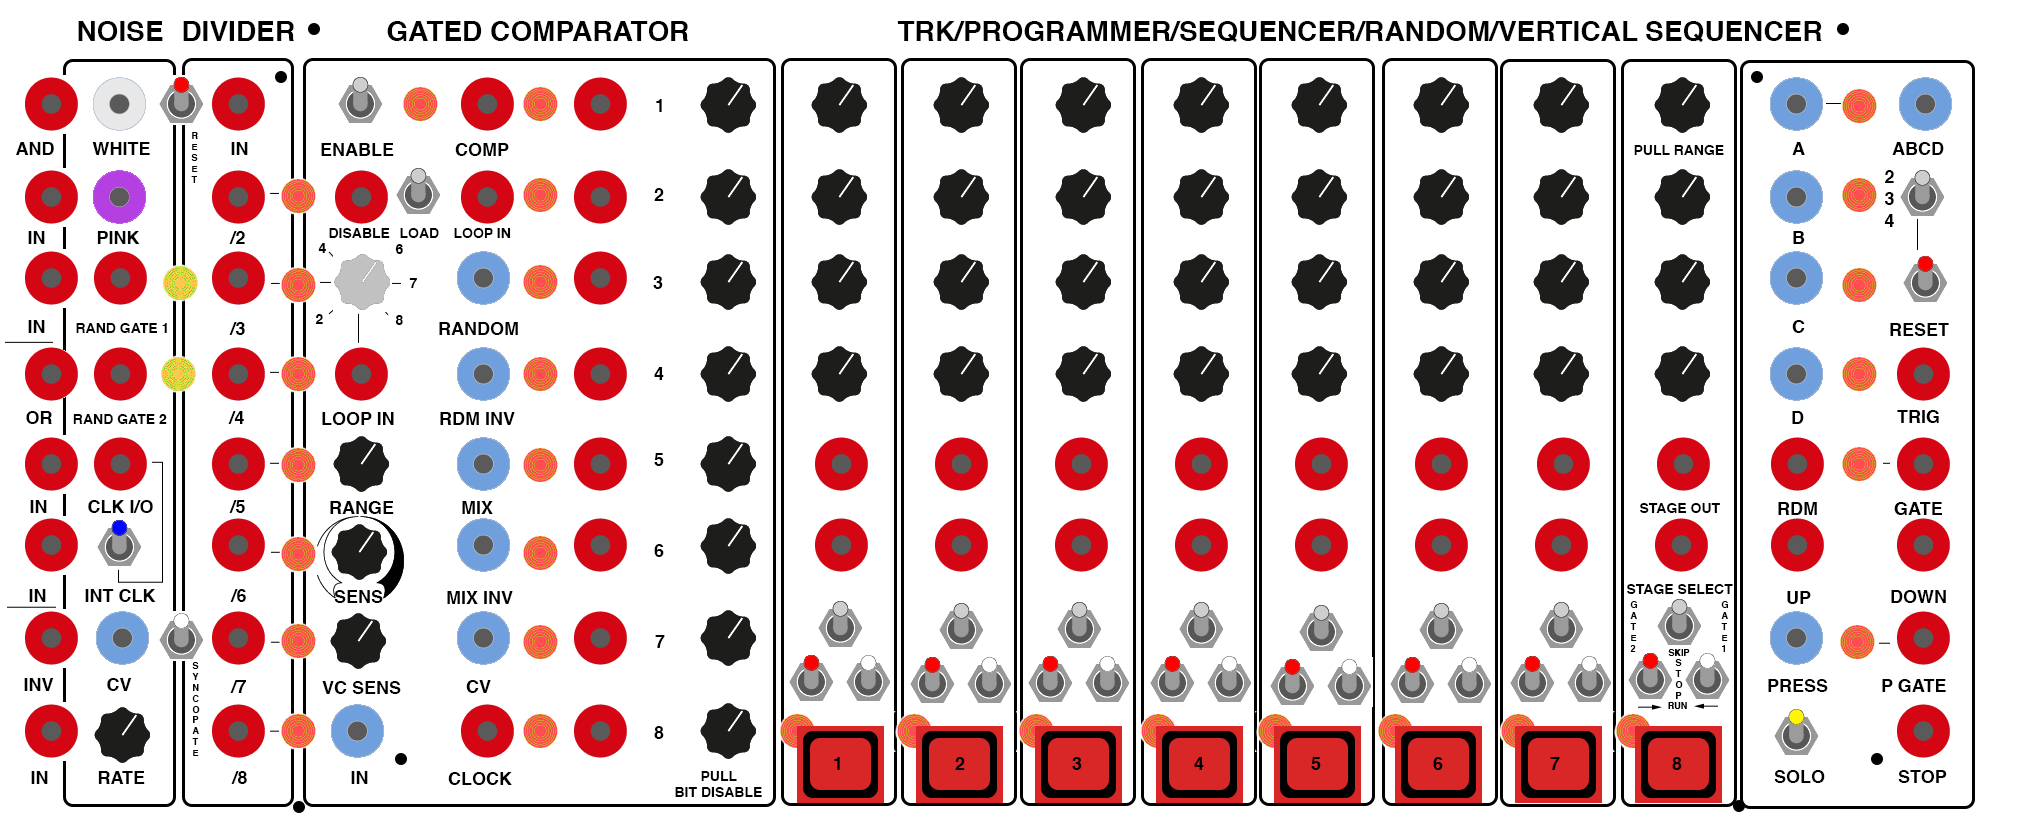 NOISE DIVIDER • GATED COMPARATOR TRK/PROGRAMMER/SEQUENCER/RANDOM/VERTICAL SEQUENCER •
1
AND WHITE RESET IN ENABLE COMP PULL RANGE A ABCD
2
2
3
4
IN PINK /2 DISABLE LOAD LOOP IN B
4 6
7
2 8
3
IN RAND GATE 1 /3 RANDOM C RESET
4
OR RAND GATE 2 /4 LOOP IN RDM INV D TRIG
5
IN CLK I/O /5 RANGE MIX STAGE OUT RDM GATE
6
IN INT CLK /6 SENS MIX INV STAGE SELECT UP DOWN
GATE2 GATE1
SKIP
STOP
RUN
7
INV CV SYNCOPATE /7 VC SENS CV PRESS P GATE
8
1 2 3 4 5 6 7 8
IN RATE /8 IN CLOCK PULL
BIT DISABLE
SOLO STOP